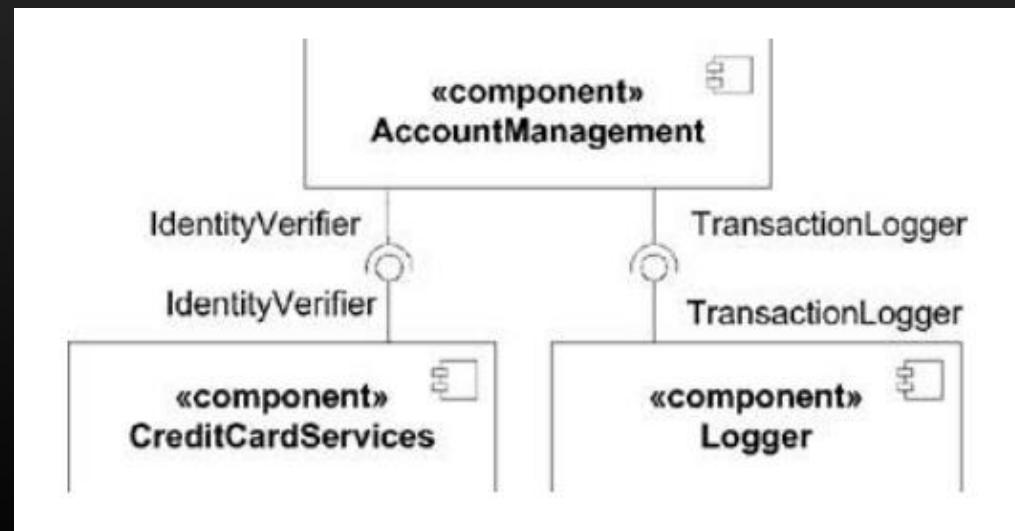 «component»
AccountManagement
IdentityVerifier
TransactionLogger
IdentityVerifier
TransactionLogger
«component»
CreditCardServices
«component»
Logger